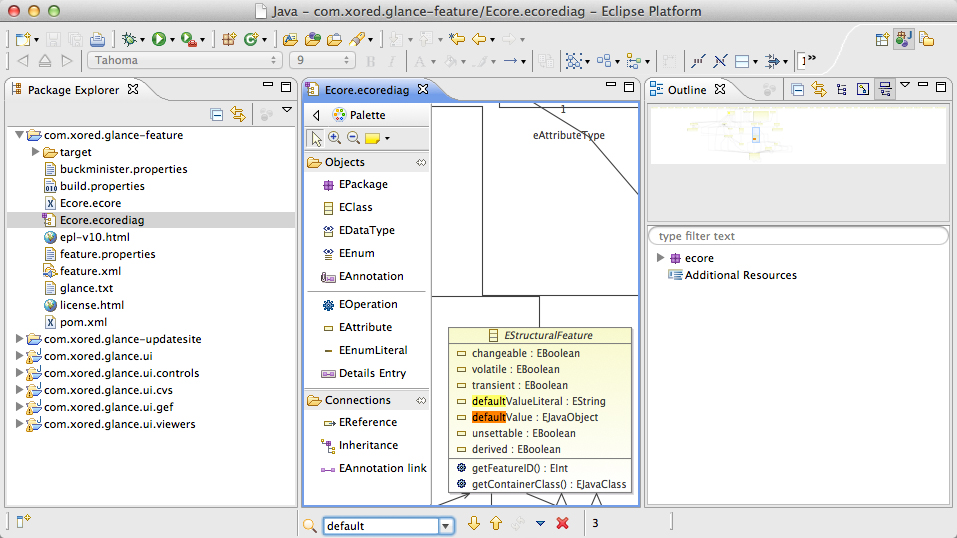 Java – com.xored.glance-feature/Ecore.ecorediag – Eclipse Platform
Tahoma
9
Package Explorer
com.xored.glance-feature
target
buckminister.properties
build.properties
Ecore.ecore
Ecore.ecorediag
epl-v10.html
feature.properties
feature.xml
glance.txt
license.html
pom.xml
com.xored.glance-updatesite
com.xored.glance.ui
com.xored.glance.ui.controls
com.xored.glance.ui.cvs
com.xored.glance.ui.gef
com.xored.glance.ui.viewers
Ecore.ecorediag
Palette
Objects
EPackage
EClass
EDataType
EEnum
EAnnotation
EOperation
EAttribute
EEnumLiteral
Details Entry
Connections
EReference
Inheritance
EAnnotation link
1
eAttributeType
EStructuralFeature
changeable : EBoolean
volatile : EBoolean
transient : EBoolean
defaultValueLiteral : EString
defaultValue : EJavaObject
unsettable : EBoolean
derived : EBoolean
getFeatureID() : EInt
getContainerClass() : EJavaClass
Outline
type filter text
ecore
Additional Resources
default
3